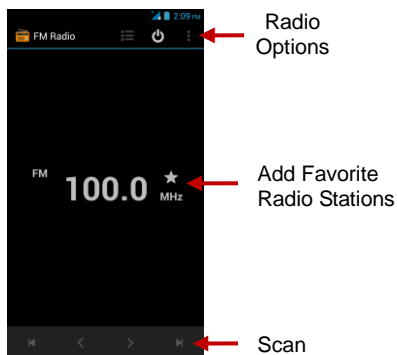 2:09 PM
Radio
Options
FM Radio
FM
100.0
MHz
Add Favorite
Radio Stations
Scan